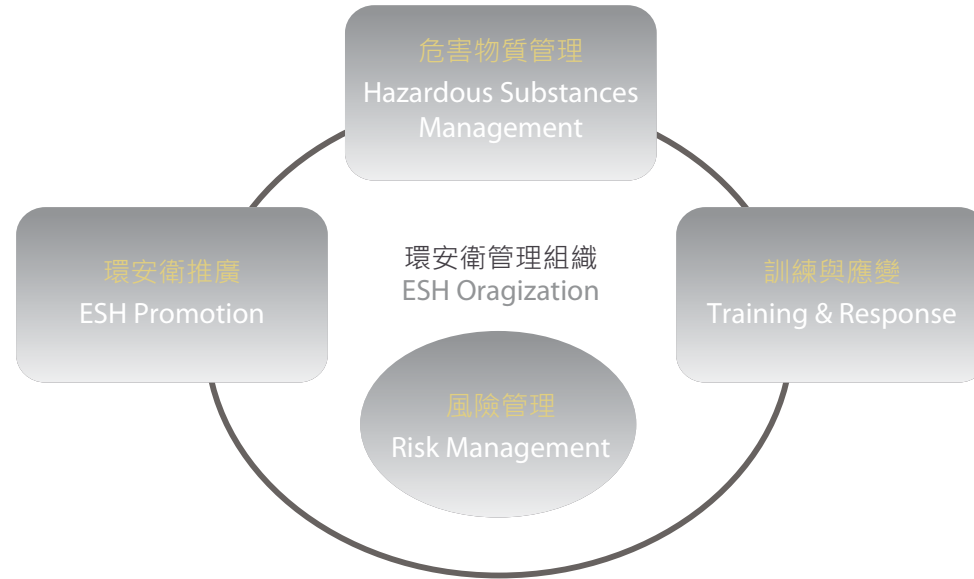 危害物質管理
Hazardous Substances
Management
環安衛推廣
ESH Promotion
環安衛管理組織
ESH Oragization
訓練與應變
Training & Response
風險管理
Risk Management